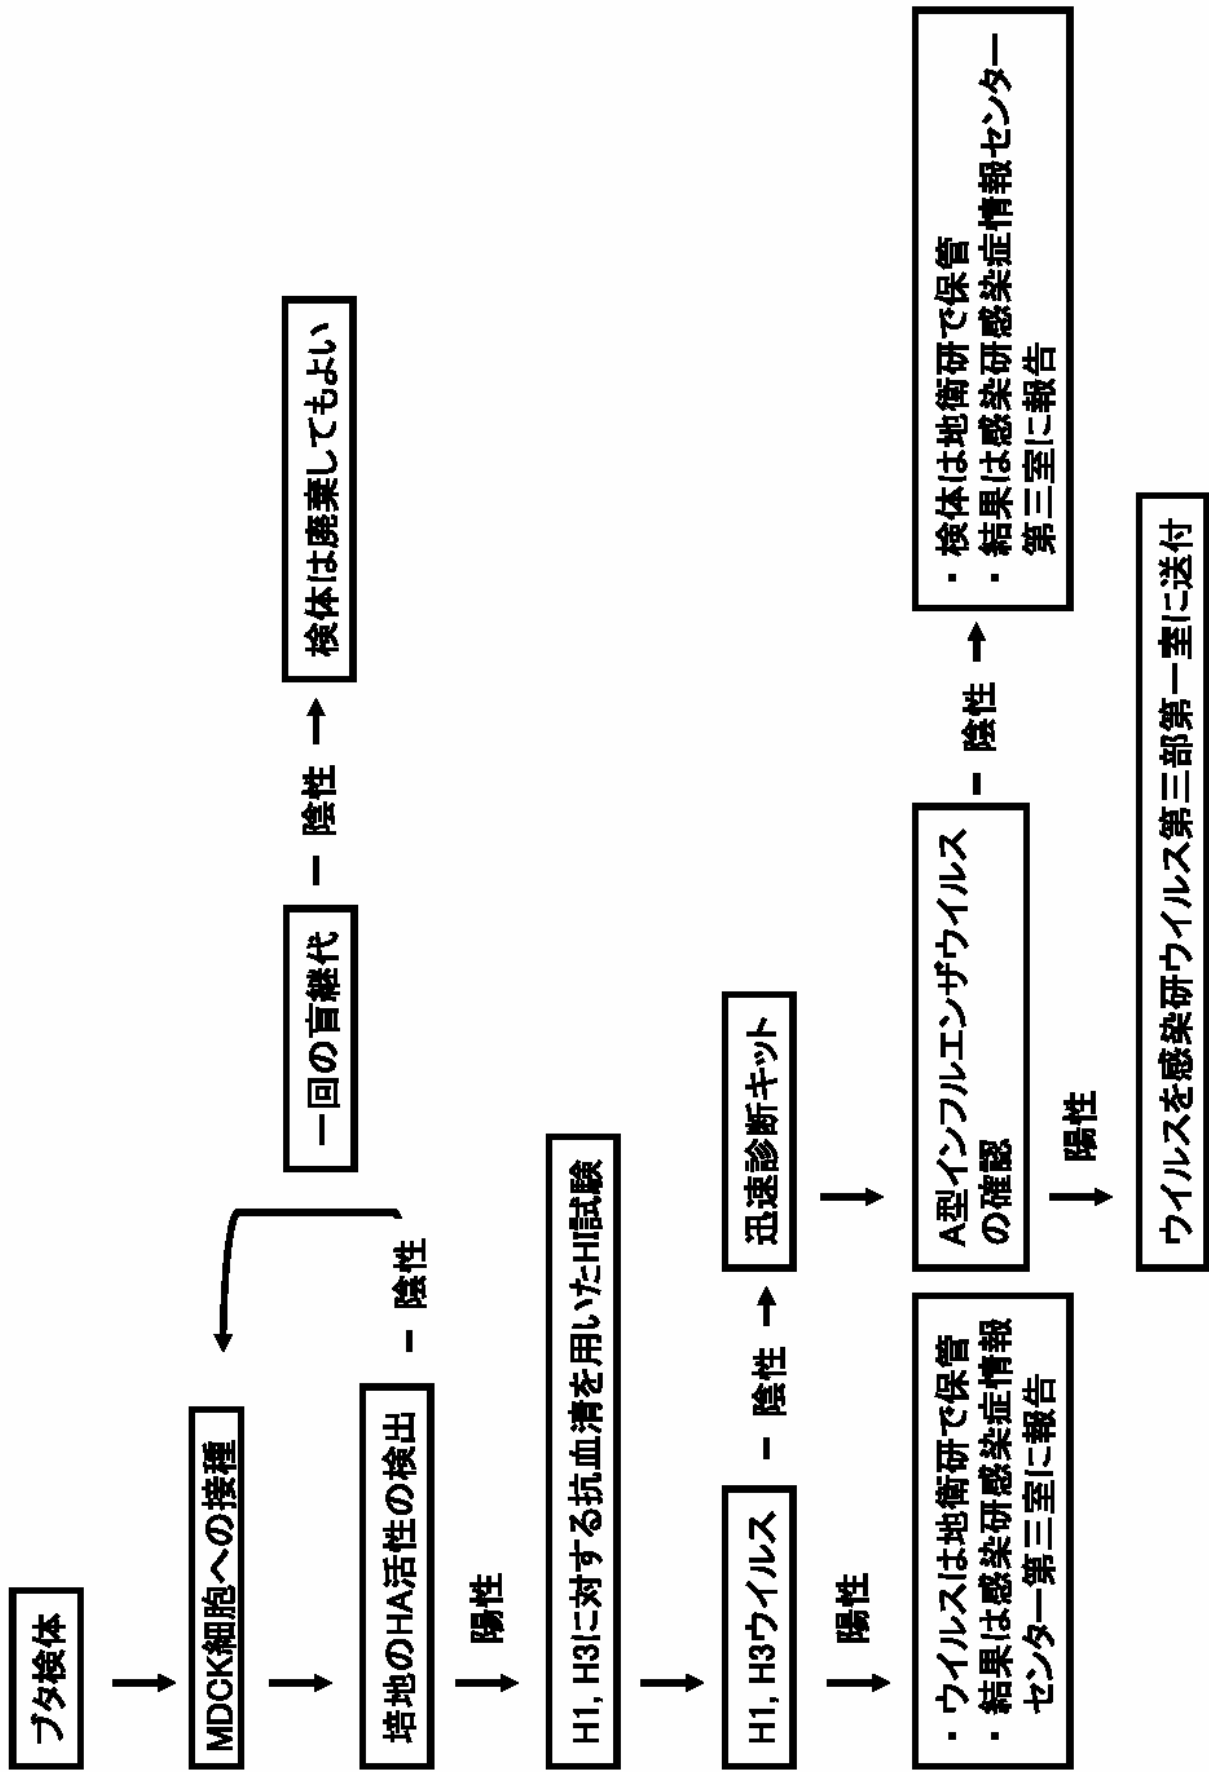 ブタ検体
MDCK細胞への接種
培地のHA活性の検出
陰性
一回の盲継代
陰性
検体は廃棄してもよい
陽性
H1, H3に対する抗血清を用いたHI試験
H1, H3ウイルス
陰性
迅速診断キット
陽性
・ウイルスは地衛研で保管
・結果は感染研感染症情報
センター第三室に報告
A型インフルエンザウイルス
の確認
陰性
・検体は地衛研で保管
・結果は感染研感染症情報センター
第三室に報告
陽性
ウイルスを感染研ウイルス第三部第一室に送付